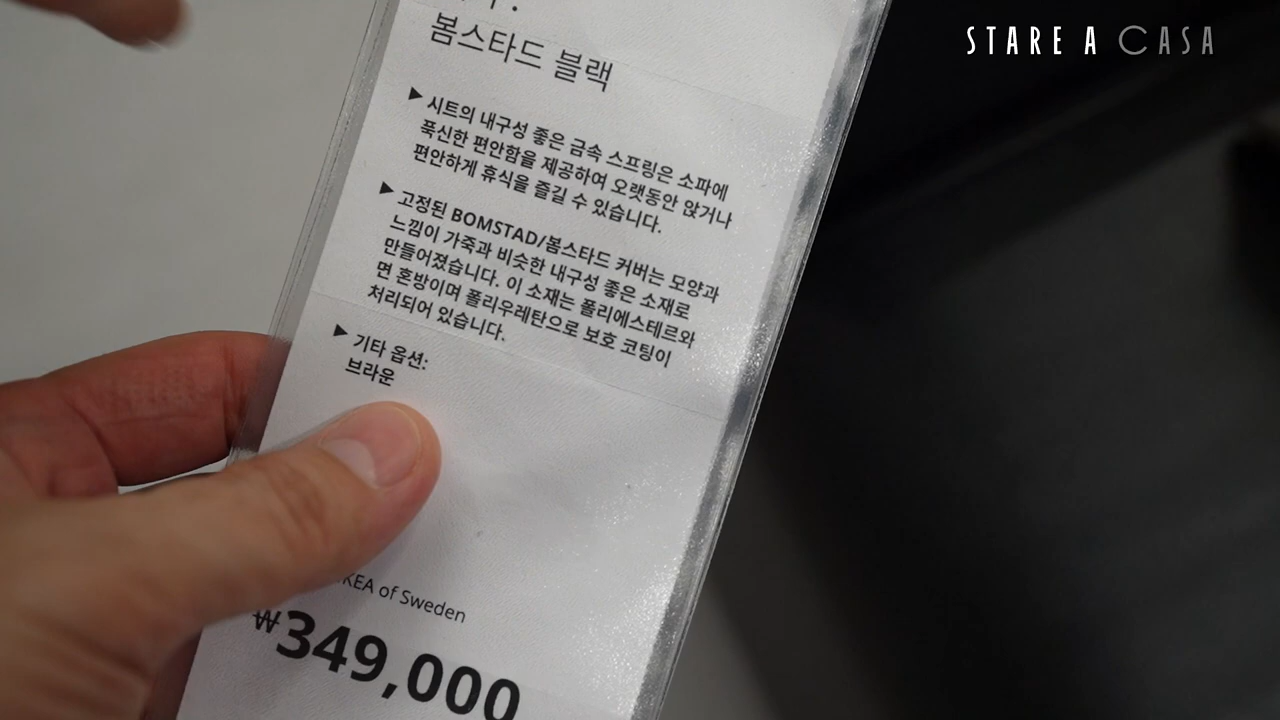 STARE A CASA
봄스타드 블랙
▶ 시트의 내구성 좋은 금속 스프링은 소파에
푹신한 편안함을 제공하여 오랫동안 앉거나
편안하게 휴식을 즐길 수 있습니다.
▶ 고정된 BOMSTAD/봄스타드 커버는 모양과
느낌이 가죽과 비슷한 내구성 좋은 소재로
만들어졌습니다. 이 소재는 폴리에스테르와
면 혼방이며 폴리우레탄으로 보호 코팅이
처리되어 있습니다.
▶ 기타 옵션:
브라운
IKEA of Sweden
₩349,000